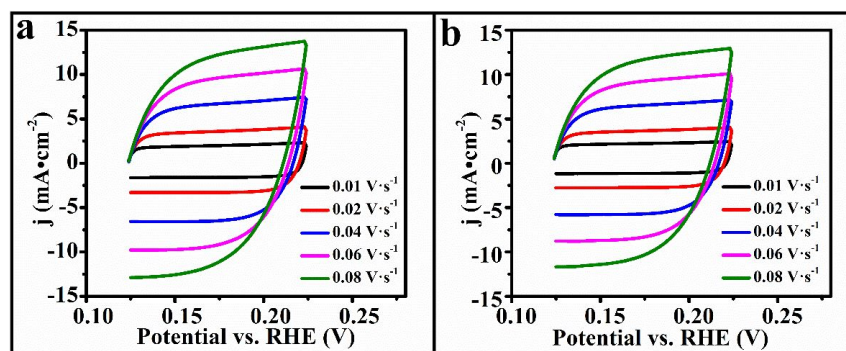 a
15
10
5
0
-5
-10
-15
j (mA•cm-2)
0.01 V·s-1
0.02 V·s-1
0.04 V·s-1
0.06 V·s-1
0.08 V·s-1
0.10 0.15 0.20 0.25
Potential vs. RHE (V)
b
15
10
5
0
-5
-10
-15
j (mA•cm-2)
0.01 V·s-1
0.02 V·s-1
0.04 V·s-1
0.06 V·s-1
0.08 V·s-1
0.10 0.15 0.20 0.25
Potential vs. RHE (V)